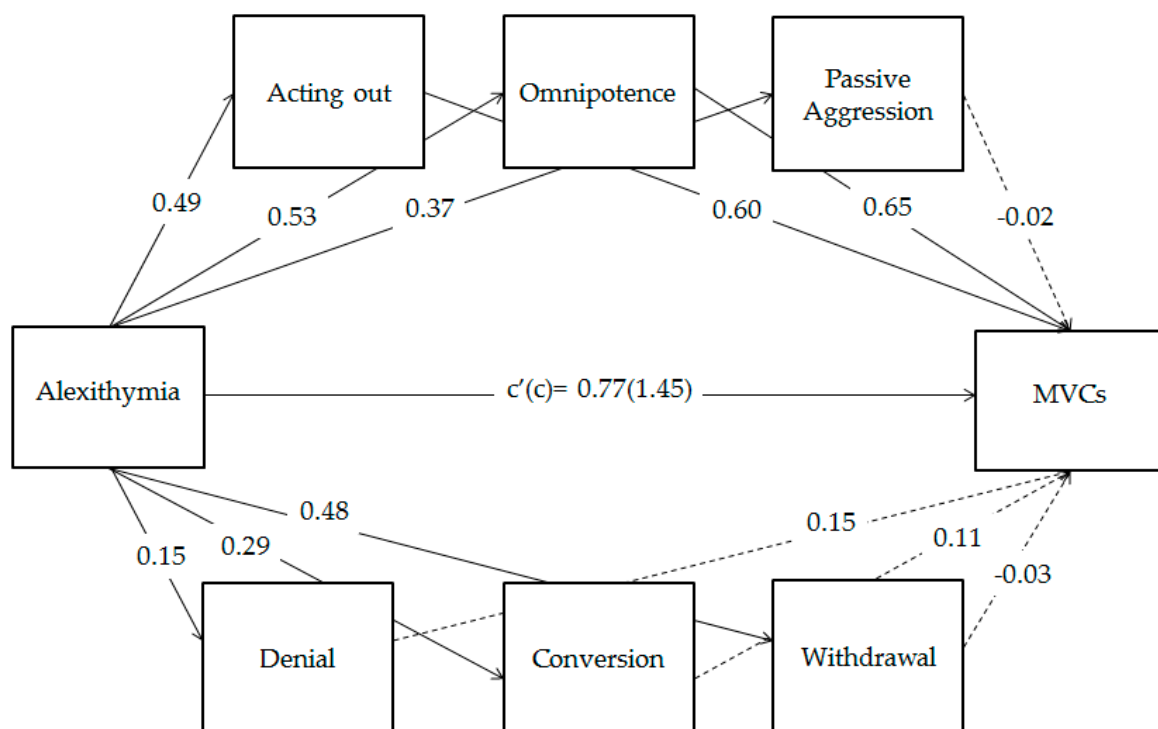 Acting out
Omnipotence
Passive
Aggression
0.49
0.53
0.37
0.60
0.65
-0.02
Alexithymia
c′(c)= 0.77(1.45)
MVCs
0.15
0.29
0.48
0.15
0.11
-0.03
Denial
Conversion
Withdrawal